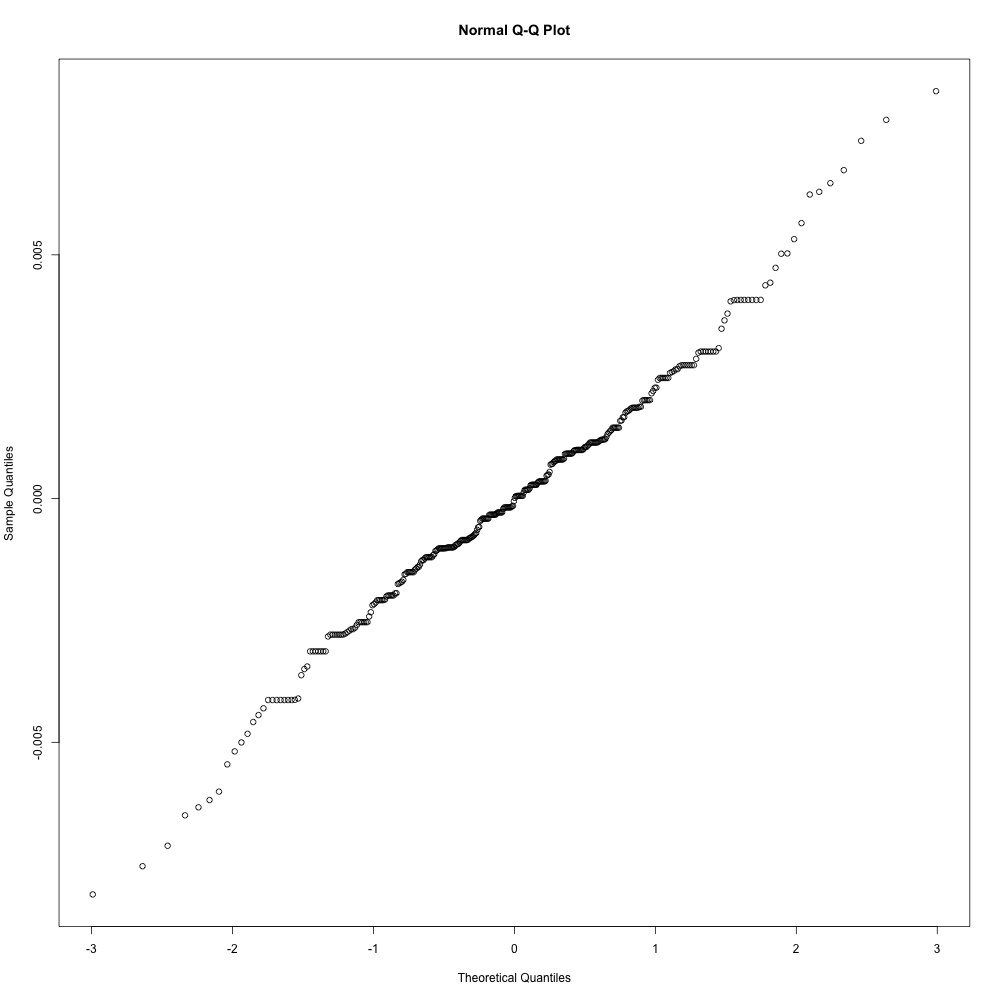 Normal Q-Q Plot
Sample Quantiles
0.005
0.000
-0.005
-3 -2 -1 0 1 2 3
Theoretical Quantiles